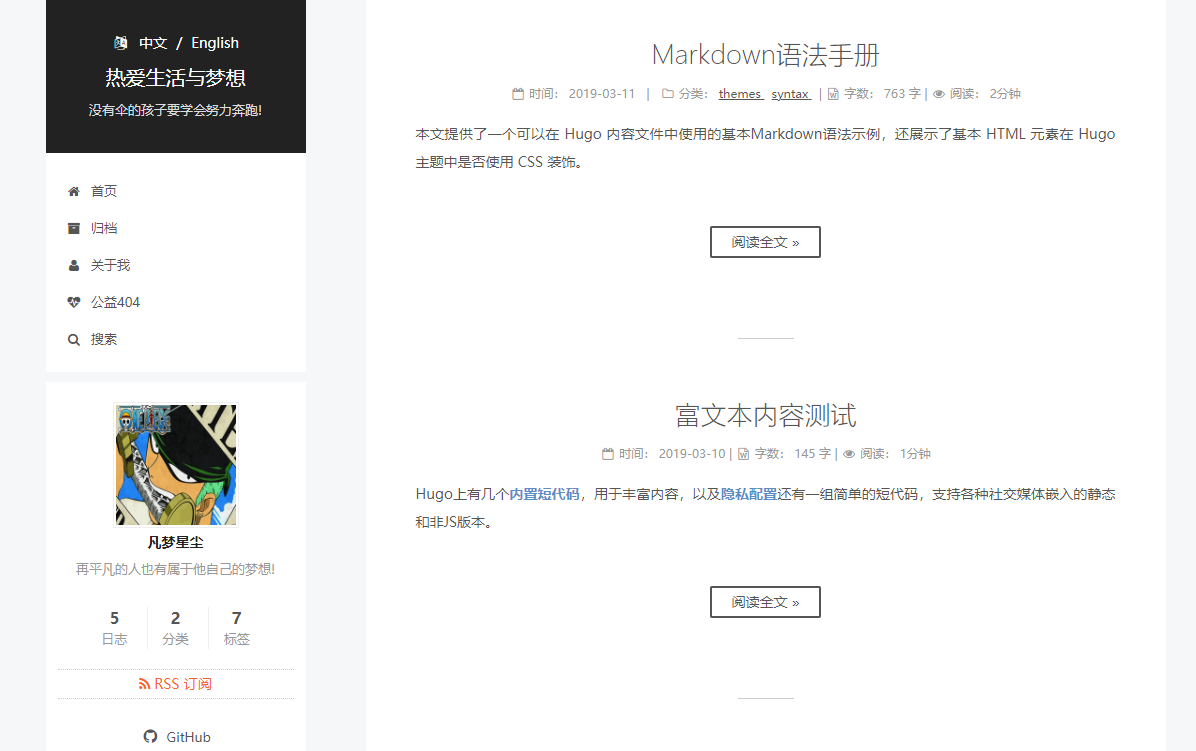 中文 / English
热爱生活与梦想
没有伞的孩子要学会努力奔跑!
首页
归档
关于我
公益404
搜索
凡梦星尘
再平凡的人也有属于他自己的梦想!
5 2 7
日志 分类 标签
RSS 订阅
GitHub
Markdown语法手册
时间： 2019-03-11 | 分类： themes syntax | 字数： 763 字 | 阅读： 2分钟
本文提供了一个可以在 Hugo 内容文件中使用的基本Markdown语法示例，还展示了基本 HTML 元素在 Hugo
主题中是否使用 CSS 装饰。
阅读全文 »
富文本内容测试
时间： 2019-03-10 | 字数： 145 字 | 阅读： 1分钟
Hugo上有几个内置短代码，用于丰富内容，以及隐私配置还有一组简单的短代码，支持各种社交媒体嵌入的静态
和非JS版本。
阅读全文 »